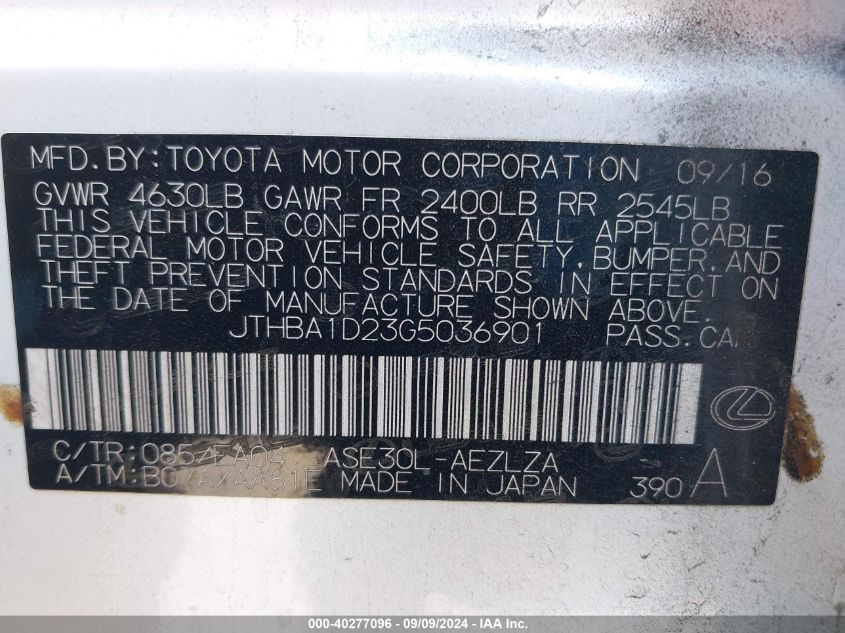 MFD.BY:TOYOTA MOTOR CORPORATION 09/16
GVWR 4630LB GAWR FR 2400LB RR 2545LB
THIS VEHICLE CONFORMS TO ALL APPLICABLE
FEDERAL MOTOR VEHICLE SAFETY,BUMPER,AND
THEFT PREVENTION STANDARDS IN EFFECT ON
THE DATE OF MANUFACTURE SHOWN ABOVE.
JTHBA1D23G5036901 PASS.CAR
C/TR: ASE30L-AEZLZA
A/TM: MADE IN JAPAN 390 A
000-40277096 - 09/09/2024 - IAA Inc.